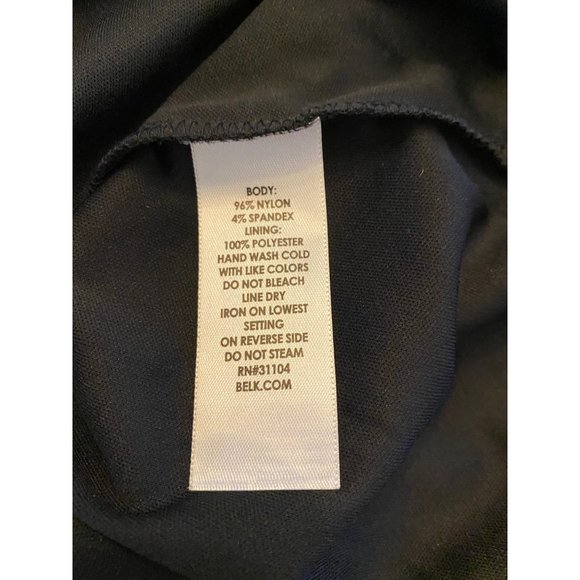 BODY:
96% NYLON
4% SPANDEX
LINING:
100% POLYESTER
HAND WASH COLD
WITH LIKE COLORS
DO NOT BLEACH
LINE DRY
IRON ON LOWEST
SETTING
ON REVERSE SIDE
DO NOT STEAM
RN#31104
BELK.COM